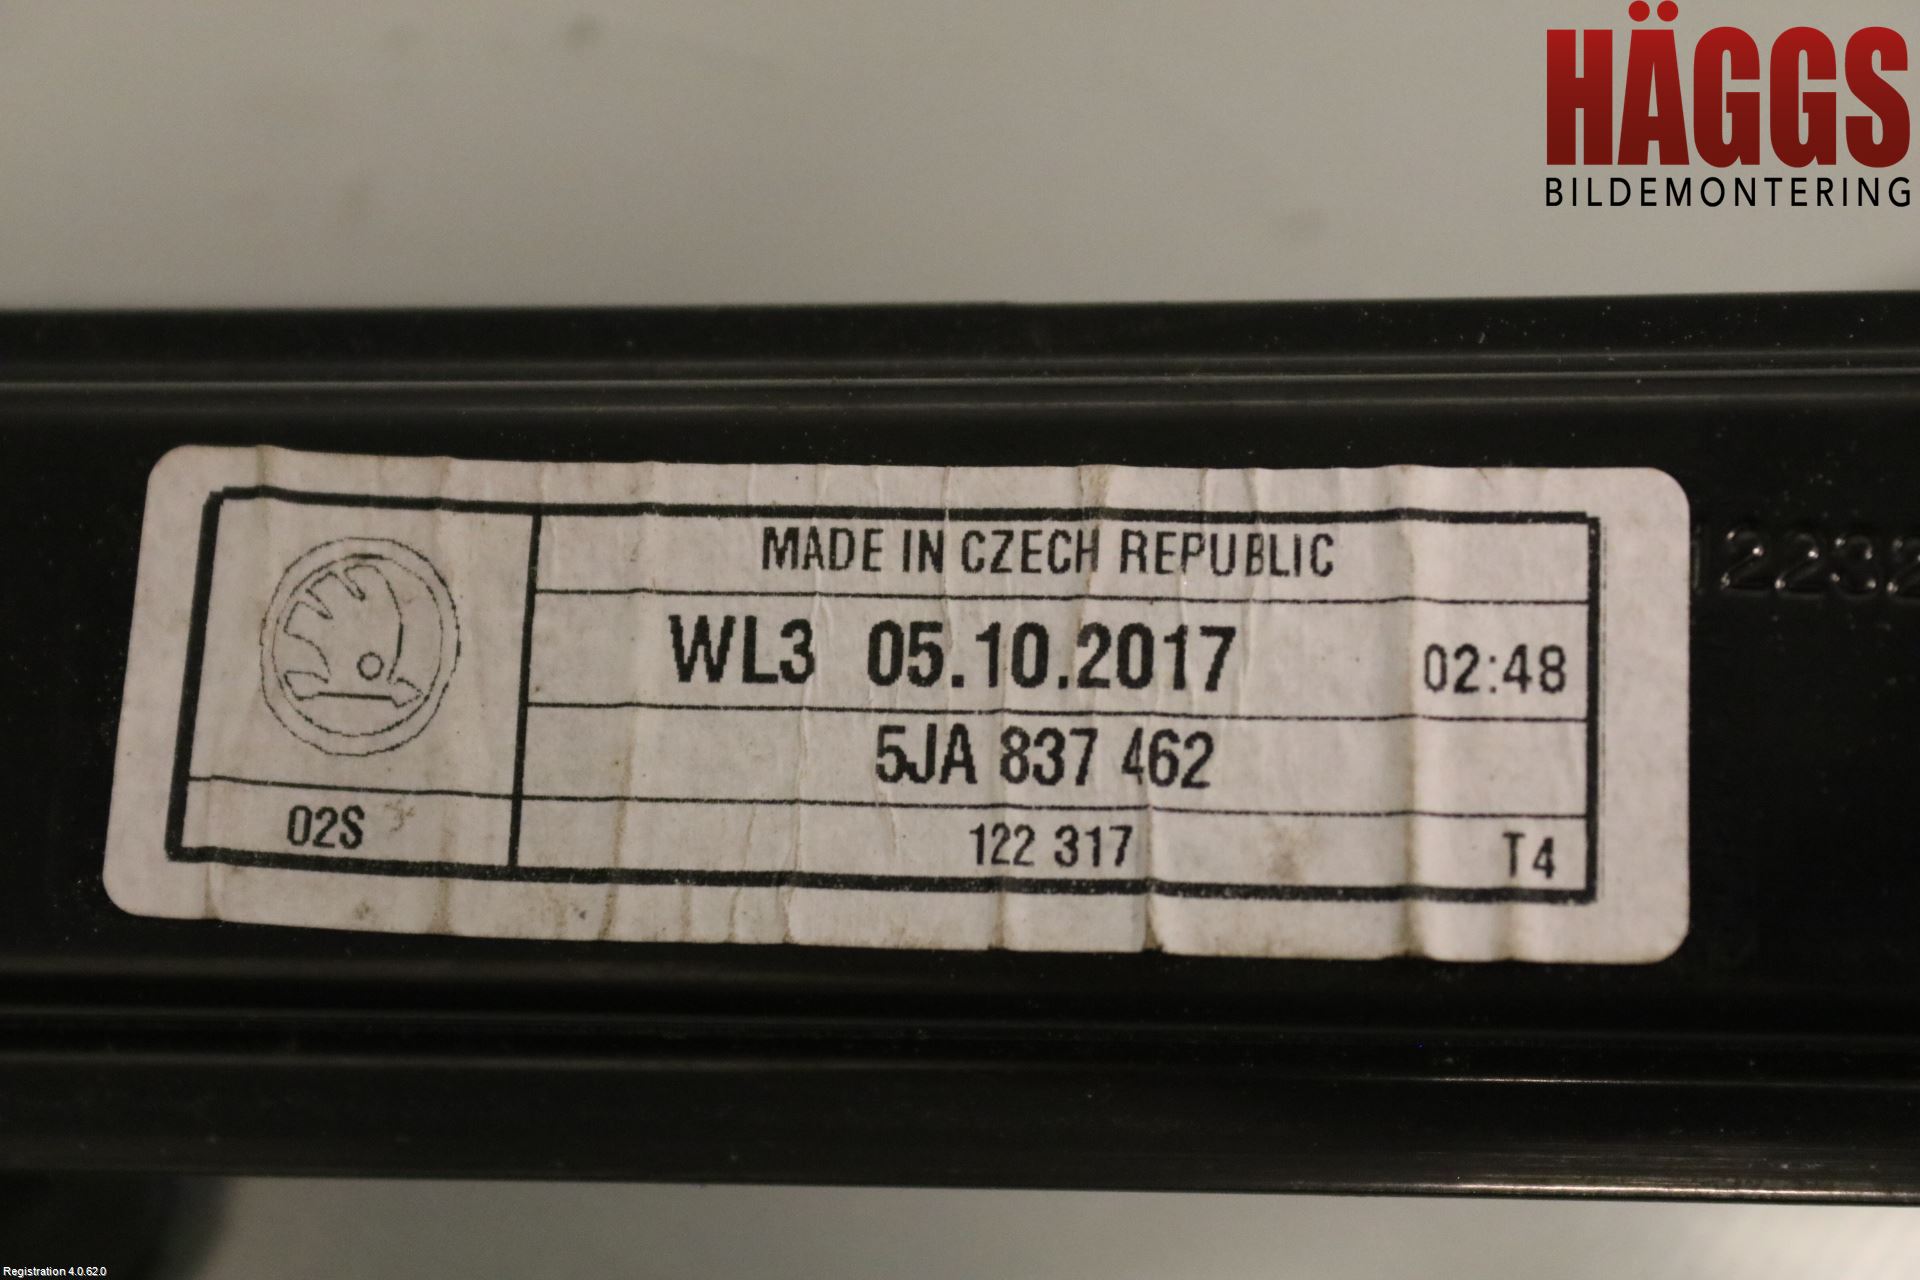 HÄGGS
BILDEMONTERING
MADE IN CZECH REPUBLIC
WL3 05.10.2017 02:48
5JA 837 462
02S 122 317 T4
12232
Registration 4.0.62.0